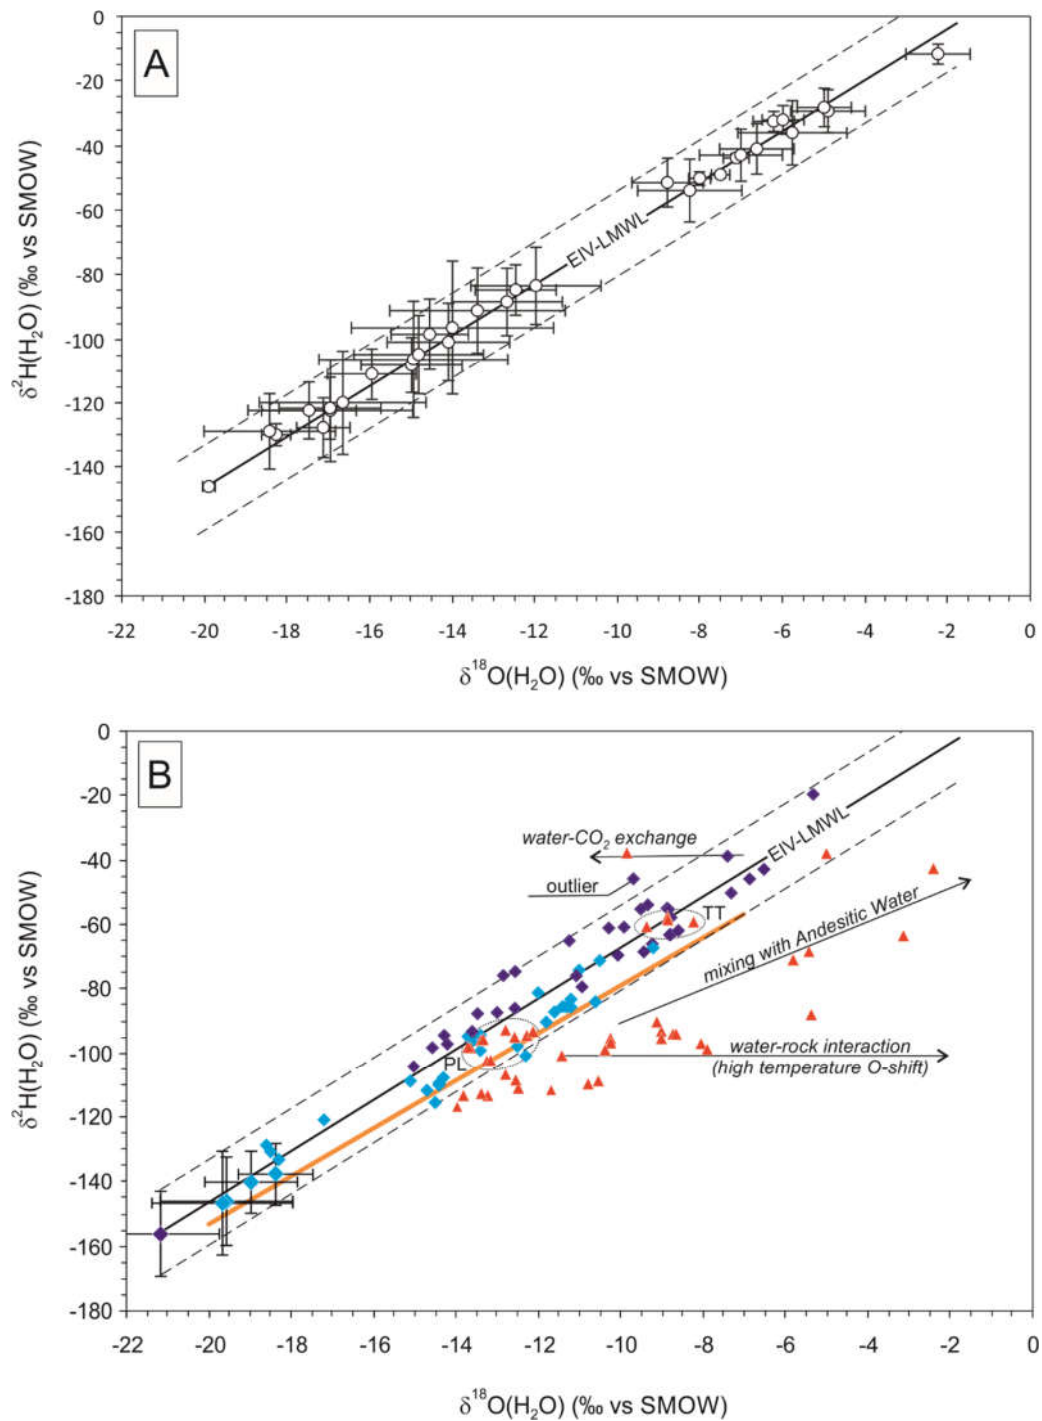 A
0
-20
-40
-60
-80
-100
-120
-140
-160
-180
δ²H(H₂O) (‰ vs SMOW)
EIV-LMWL
-22 -20 -18 -16 -14 -12 -10 -8 -6 -4 -2 0
δ¹⁸O(H₂O) (‰ vs SMOW)
B
0
-20
-40
-60
-80
-100
-120
-140
-160
-180
δ²H(H₂O) (‰ vs SMOW)
water-CO₂ exchange
EIV-LMWL
outlier
TT
mixing with Andesitic Water
PL
water-rock interaction
(high temperature O-shift)
-22 -20 -18 -16 -14 -12 -10 -8 -6 -4 -2 0
δ¹⁸O(H₂O) (‰ vs SMOW)